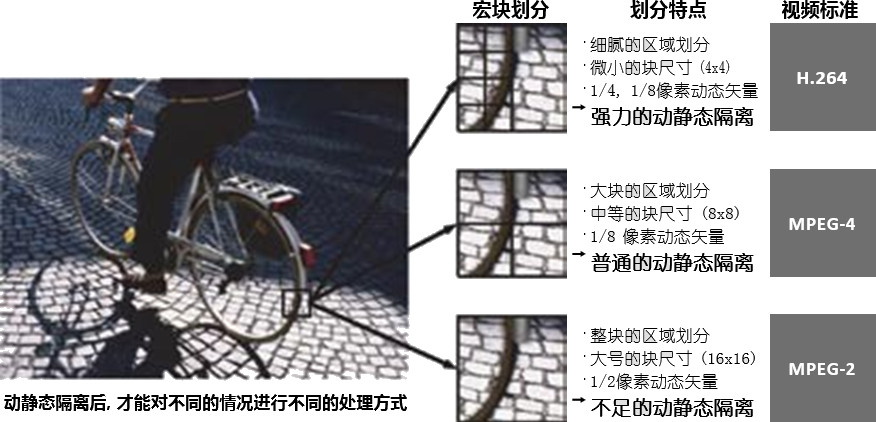 宏块划分 划分特点 视频标准
·细腻的区域划分
·微小的块尺寸 (4x4)
·1/4, 1/8像素动态矢量
→强力的动静态隔离
H.264
·大块的区域划分
·中等的块尺寸 (8x8)
·1/8 像素动态矢量
→普通的动静态隔离
MPEG-4
·整块的区域划分
·大号的块尺寸 (16x16)
·1/2像素动态矢量
→不足的动静态隔离
MPEG-2
动静态隔离后, 才能对不同的情况进行不同的处理方式